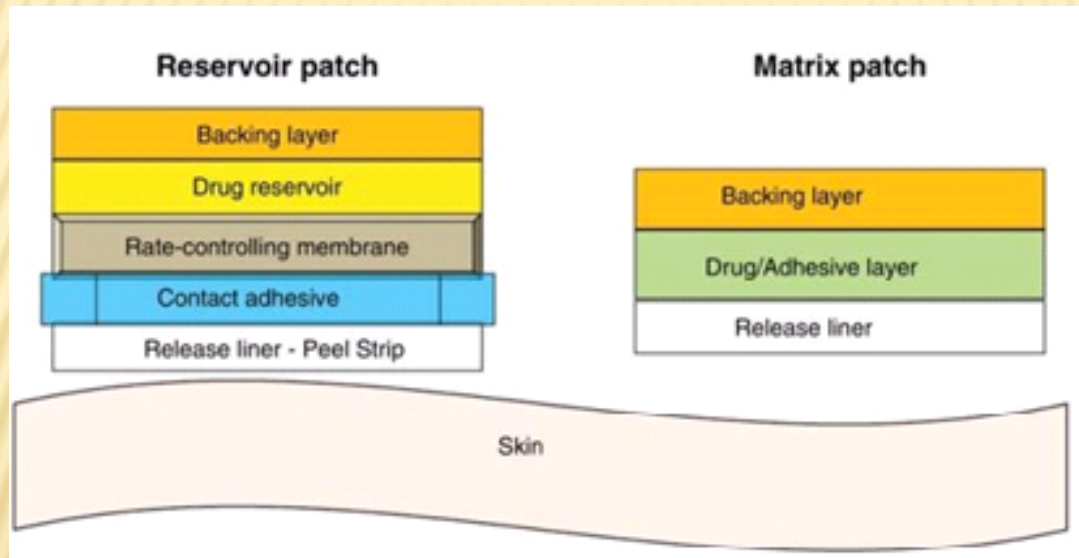 Reservoir patch
Backing layer
Drug reservoir
Rate-controlling membrane
Contact adhesive
Release liner - Peel Strip
Matrix patch
Backing layer
Drug/Adhesive layer
Release liner
Skin